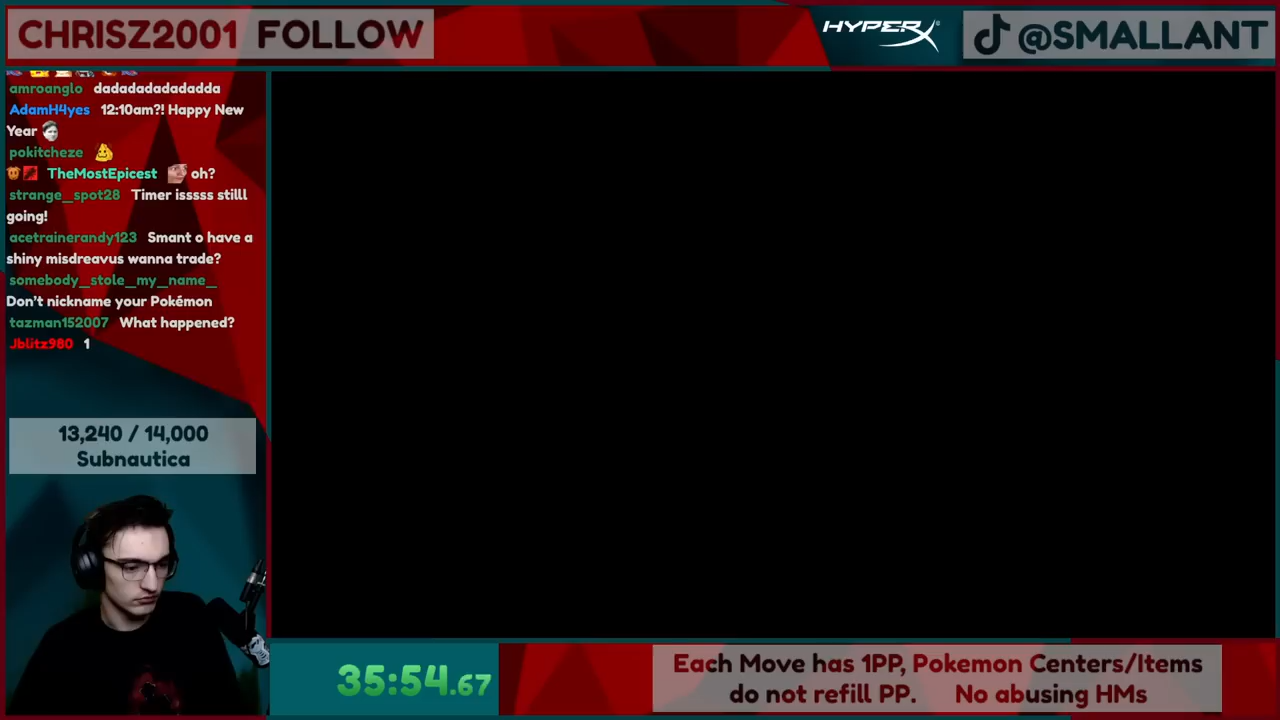 CHRISZ2001 FOLLOW
HYPERX
@SMALLANT
amroanglo dadadadadadadda
AdamH4yes 12:10am?! Happy New
Year
pokitcheze
TheMostEpicest oh?
strange_spot28 Timer isssss stilll
going!
acetrainerandy123 Smant o have a
shiny misdreavus wanna trade?
somebody_stole_my_name_
Don't nickname your Pokémon
tazman152007 What happened?
Jblitz980 1
13,240 / 14,000
Subnautica
35:54.67
Each Move has 1PP, Pokemon Centers/Items
do not refill PP. No abusing HMs